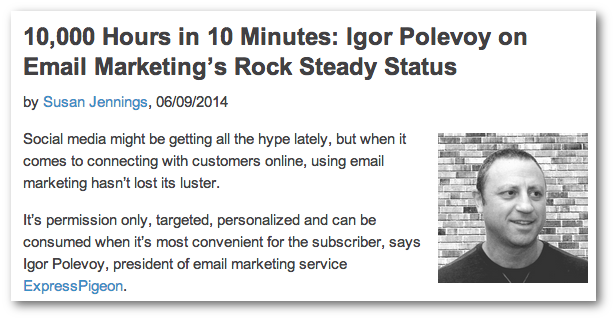 10,000 Hours in 10 Minutes: Igor Polevoy on
Email Marketing’s Rock Steady Status
by Susan Jennings, 06/09/2014
Social media might be getting all the hype lately, but when it
comes to connecting with customers online, using email
marketing hasn’t lost its luster.
It’s permission only, targeted, personalized and can be
consumed when it’s most convenient for the subscriber, says
Igor Polevoy, president of email marketing service
ExpressPigeon.